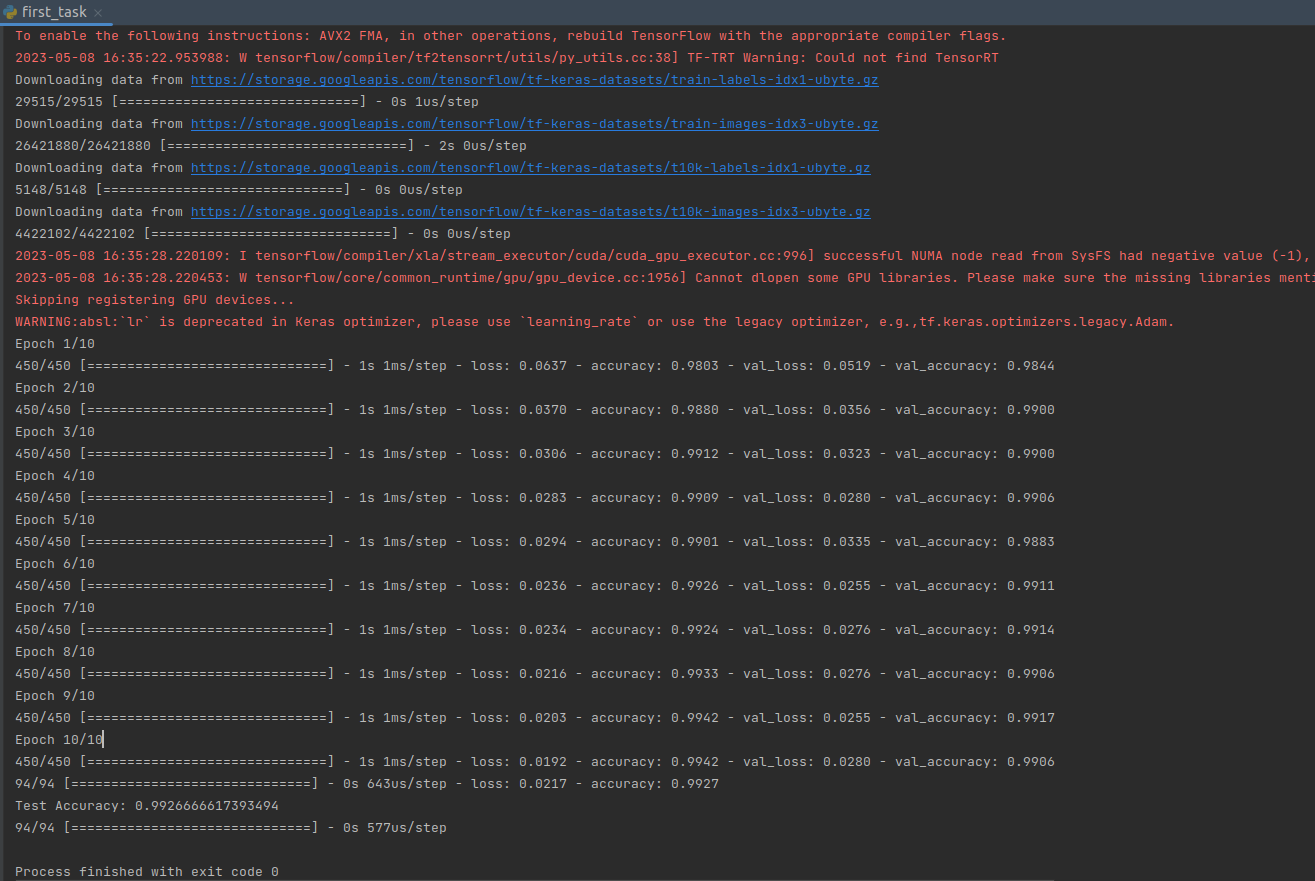 first_task ×
To enable the following instructions: AVX2 FMA, in other operations, rebuild TensorFlow with the appropriate compiler flags.
2023-05-08 16:35:22.953988: W tensorflow/compiler/tf2tensorrt/utils/py_utils.cc:38] TF-TRT Warning: Could not find TensorRT
Downloading data from https://storage.googleapis.com/tensorflow/tf-keras-datasets/train-labels-idx1-ubyte.gz
29515/29515 [==============================] - 0s 1us/step
Downloading data from https://storage.googleapis.com/tensorflow/tf-keras-datasets/train-images-idx3-ubyte.gz
26421880/26421880 [==============================] - 2s 0us/step
Downloading data from https://storage.googleapis.com/tensorflow/tf-keras-datasets/t10k-labels-idx1-ubyte.gz
5148/5148 [==============================] - 0s 0us/step
Downloading data from https://storage.googleapis.com/tensorflow/tf-keras-datasets/t10k-images-idx3-ubyte.gz
4422102/4422102 [==============================] - 0s 0us/step
2023-05-08 16:35:28.220109: I tensorflow/compiler/xla/stream_executor/cuda/cuda_gpu_executor.cc:996] successful NUMA node read from SysFS had negative value (-1),
2023-05-08 16:35:28.220453: W tensorflow/core/common_runtime/gpu/gpu_device.cc:1956] Cannot dlopen some GPU libraries. Please make sure the missing libraries menti
Skipping registering GPU devices...
WARNING:absl:`lr` is deprecated in Keras optimizer, please use `learning_rate` or use the legacy optimizer, e.g.,tf.keras.optimizers.legacy.Adam.
Epoch 1/10
450/450 [==============================] - 1s 1ms/step - loss: 0.0637 - accuracy: 0.9803 - val_loss: 0.0519 - val_accuracy: 0.9844
Epoch 2/10
450/450 [==============================] - 1s 1ms/step - loss: 0.0370 - accuracy: 0.9880 - val_loss: 0.0356 - val_accuracy: 0.9900
Epoch 3/10
450/450 [==============================] - 1s 1ms/step - loss: 0.0306 - accuracy: 0.9912 - val_loss: 0.0323 - val_accuracy: 0.9900
Epoch 4/10
450/450 [==============================] - 1s 1ms/step - loss: 0.0283 - accuracy: 0.9909 - val_loss: 0.0280 - val_accuracy: 0.9906
Epoch 5/10
450/450 [==============================] - 1s 1ms/step - loss: 0.0294 - accuracy: 0.9901 - val_loss: 0.0335 - val_accuracy: 0.9883
Epoch 6/10
450/450 [==============================] - 1s 1ms/step - loss: 0.0236 - accuracy: 0.9926 - val_loss: 0.0255 - val_accuracy: 0.9911
Epoch 7/10
450/450 [==============================] - 1s 1ms/step - loss: 0.0234 - accuracy: 0.9924 - val_loss: 0.0276 - val_accuracy: 0.9914
Epoch 8/10
450/450 [==============================] - 1s 1ms/step - loss: 0.0216 - accuracy: 0.9933 - val_loss: 0.0276 - val_accuracy: 0.9906
Epoch 9/10
450/450 [==============================] - 1s 1ms/step - loss: 0.0203 - accuracy: 0.9942 - val_loss: 0.0255 - val_accuracy: 0.9917
Epoch 10/10
450/450 [==============================] - 1s 1ms/step - loss: 0.0192 - accuracy: 0.9942 - val_loss: 0.0280 - val_accuracy: 0.9906
94/94 [==============================] - 0s 643us/step - loss: 0.0217 - accuracy: 0.9927
Test Accuracy: 0.9926666617393494
94/94 [==============================] - 0s 577us/step
Process finished with exit code 0